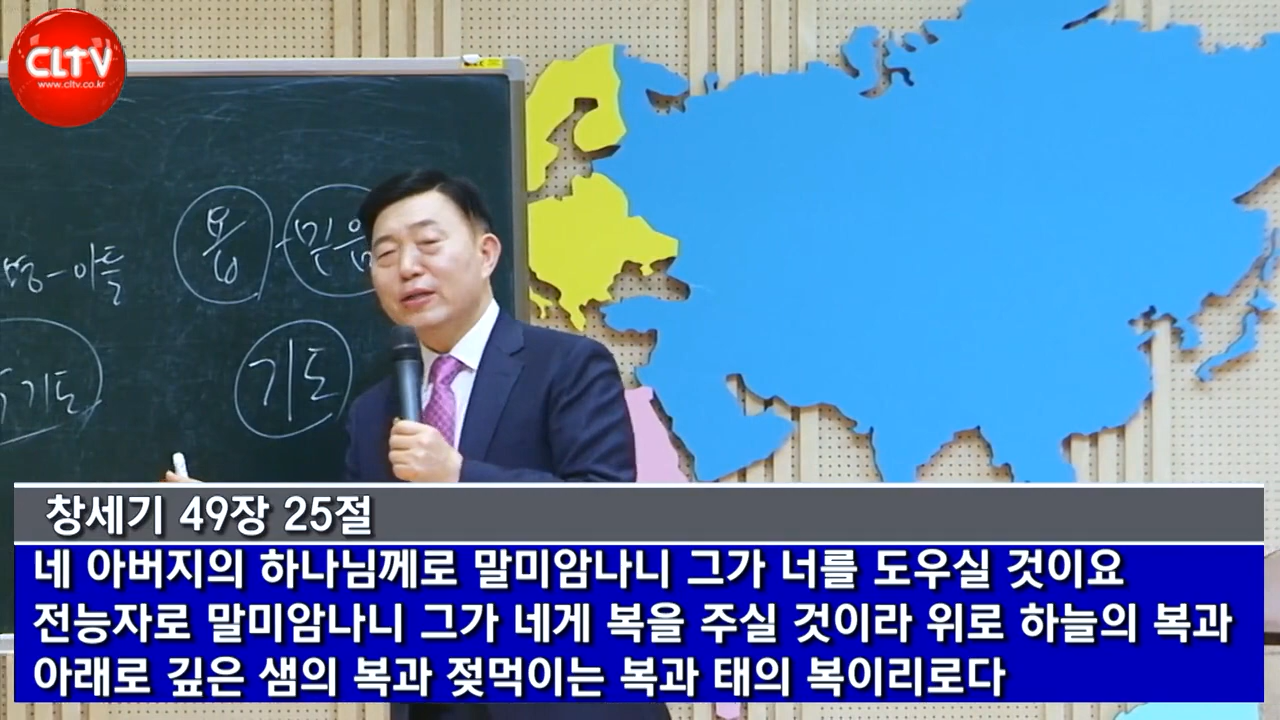 CLTV
www.cltv.co.kr
믿음
아들
기도
기도
창세기 49장 25절
네 아버지의 하나님께로 말미암나니 그가 너를 도우실 것이요
전능자로 말미암나니 그가 네게 복을 주실 것이라 위로 하늘의 복과
아래로 깊은 샘의 복과 젖먹이는 복과 태의 복이리로다